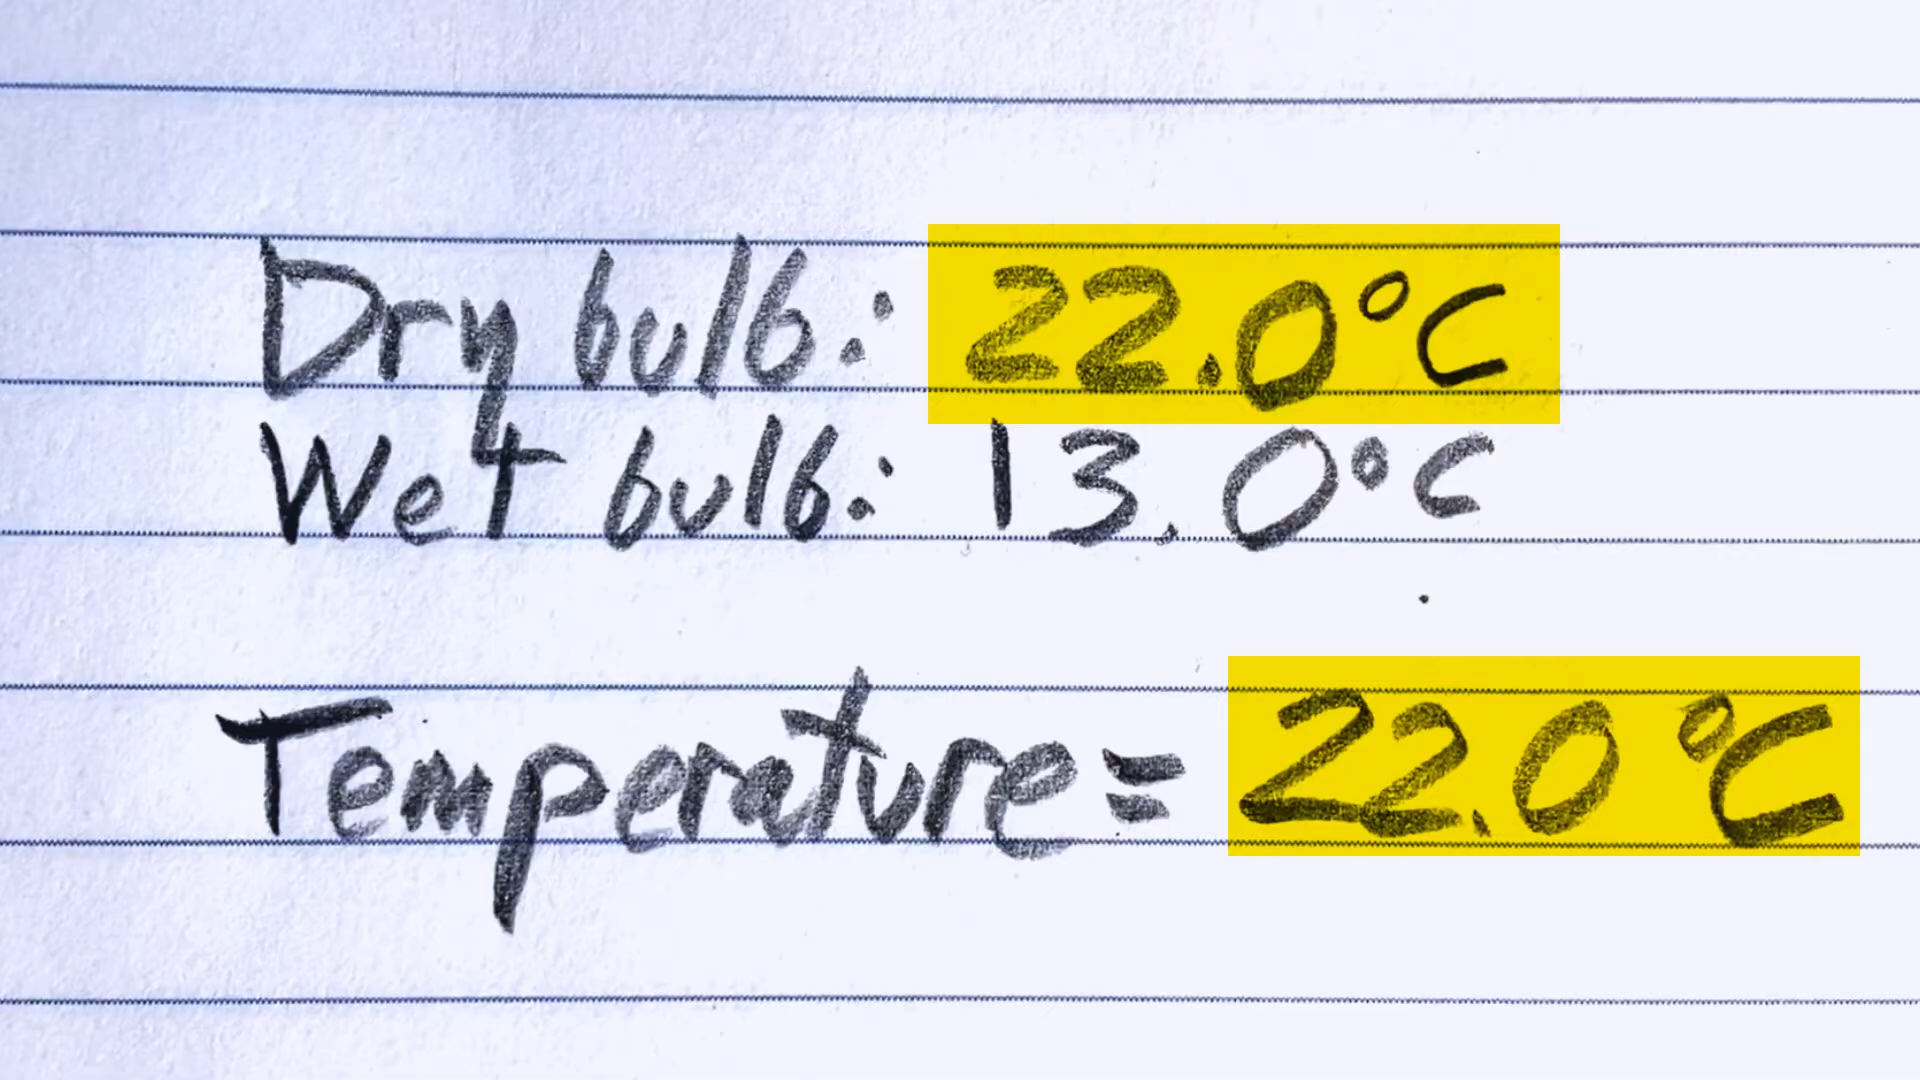 Dry bulb: 22.0°C
Wet bulb: 13.0°C
Temperature = 22.0°C